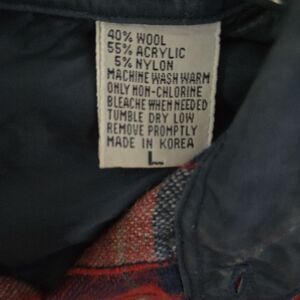 40% WOOL
55% ACRYLIC
5% NYLON
MACHINE WASH WARM
ONLY NON-CHLORINE
BLEACHE WHEN NEEDED
TUMBLE DRY LOW
REMOVE PROMPTLY
MADE IN KOREA
L